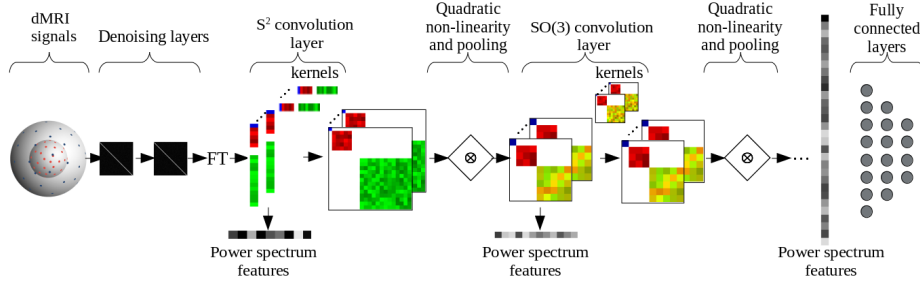 dMRI
signals
Denoising layers
S² convolution
layer
kernels
Quadratic
non-linearity
and pooling
SO(3) convolution
layer
kernels
Quadratic
non-linearity
and pooling
Fully
connected
layers
FT
⊗
⊗
...
Power spectrum
features
Power spectrum
features
Power spectrum
features